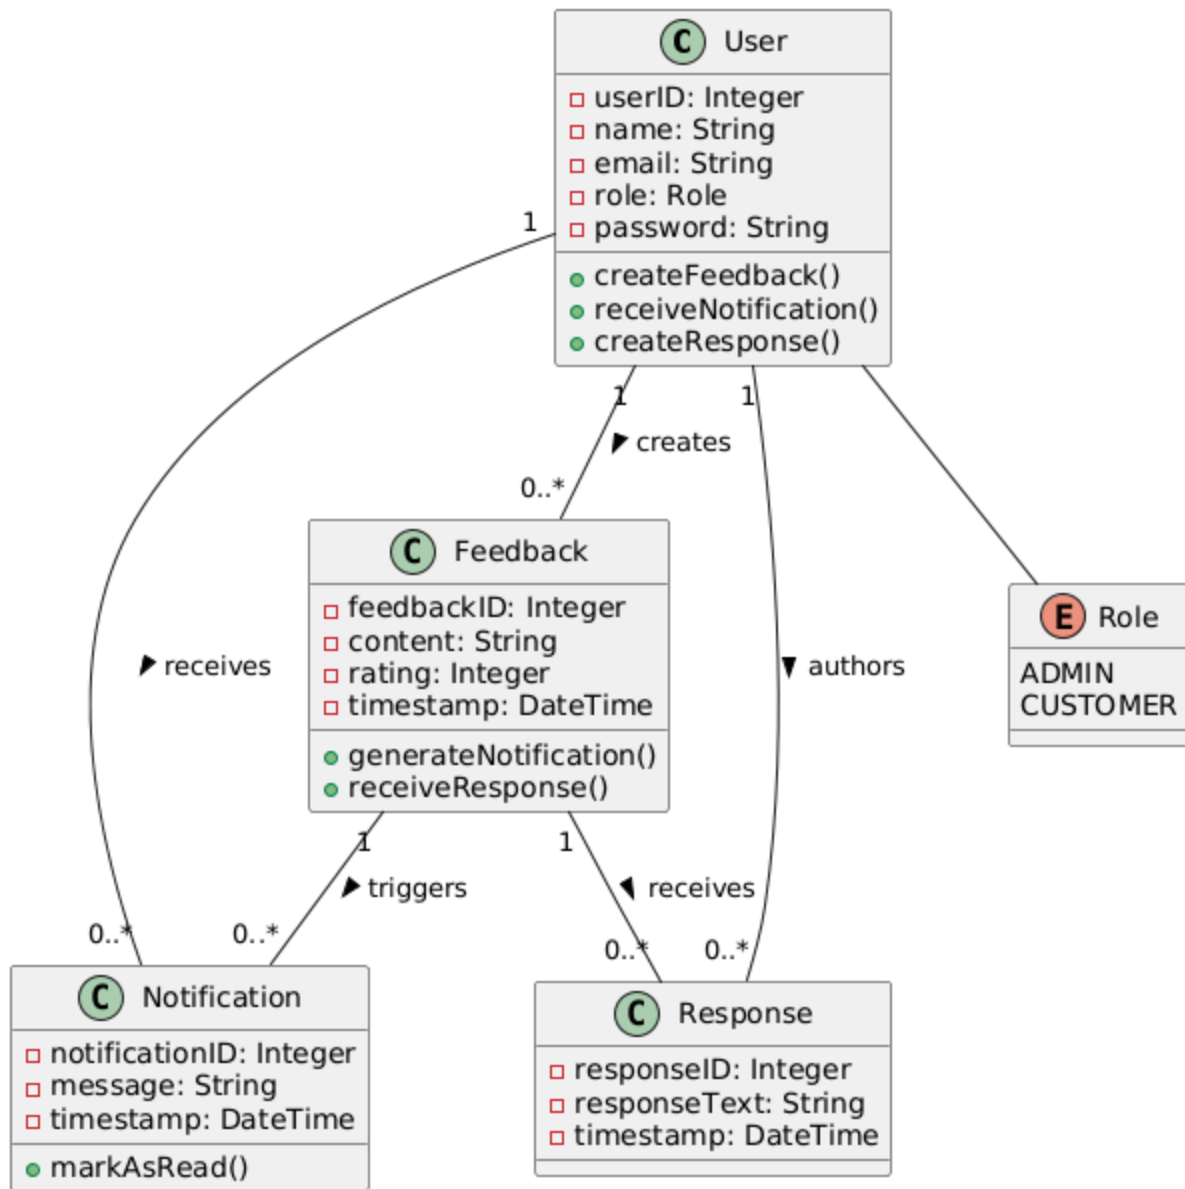 C User
userID: Integer
name: String
email: String
role: Role
password: String
createFeedback()
receiveNotification()
createResponse()
1
1
1
creates
0..*
C Feedback
feedbackID: Integer
content: String
rating: Integer
timestamp: DateTime
generateNotification()
receiveResponse()
receives
authors
E Role
ADMIN
CUSTOMER
1
1
triggers
receives
0..*
0..*
0..*
0..*
C Notification
notificationID: Integer
message: String
timestamp: DateTime
markAsRead()
C Response
responseID: Integer
responseText: String
timestamp: DateTime